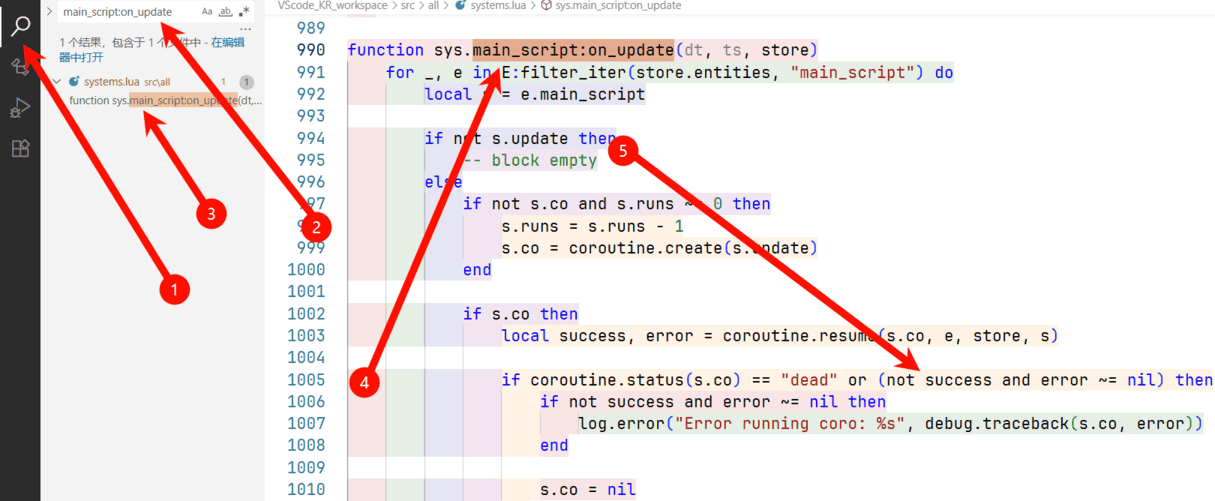 main_script:on_update
Aa ab
1 个结果，包含于 1 个文件中 - 在编辑
器中打开
systems.lua src\all 1 1
function sys.main_script:on_update(dt,...
VScode_KR_workspace > src > all > systems.lua > sys.main_script:on_update
989
990 function sys.main_script:on_update(dt, ts, store)
991 for _, e in E:filter_iter(store.entities, "main_script") do
992 local = e.main_script
993
994 if not s.update then
995 -- block empty
996 else
997 if not s.co and s.runs ~= 0 then
s.runs = s.runs - 1
999 s.co = coroutine.create(s.update)
1000 end
1001
1002 if s.co then
1003 local success, error = coroutine.resume(s.co, e, store, s)
1004
1005 if coroutine.status(s.co) == "dead" or (not success and error ~= nil) then
1006 if not success and error ~= nil then
1007 log.error("Error running coro: %s", debug.traceback(s.co, error))
1008 end
1009
1010 s.co = nil
1
2
3
4
5